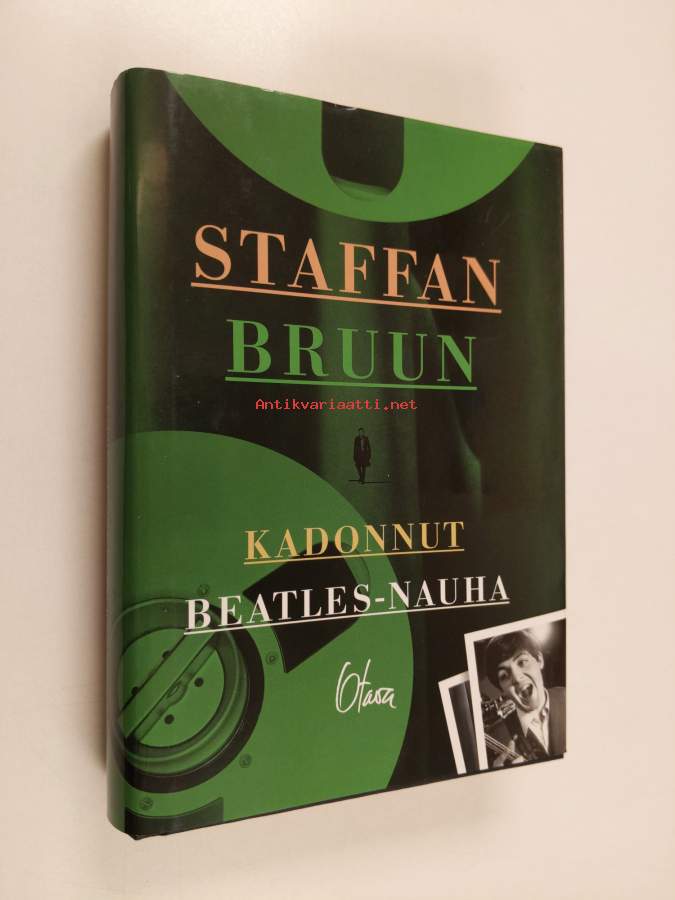 STAFFAN
BRUUN
Antikvariaatti.net
KADONNUT
BEATLES-NAUHA
Otava